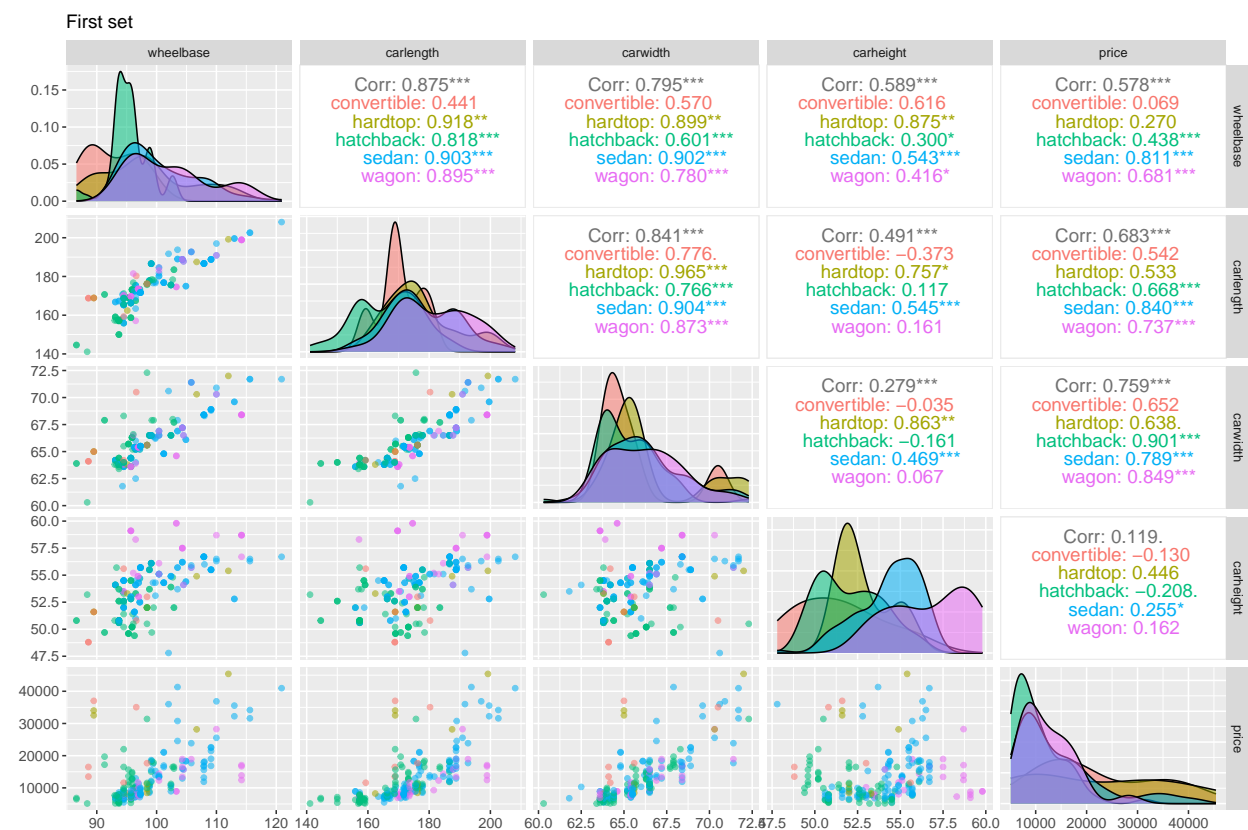 First set
wheelbase carlength carwidth carheight price
0.15
0.10
0.05
0.00
Corr: 0.875***
convertible: 0.441
hardtop: 0.918**
hatchback: 0.818***
sedan: 0.903***
wagon: 0.895***
Corr: 0.795***
convertible: 0.570
hardtop: 0.899**
hatchback: 0.601***
sedan: 0.902***
wagon: 0.780***
Corr: 0.589***
convertible: 0.616
hardtop: 0.875**
hatchback: 0.300*
sedan: 0.543***
wagon: 0.416*
Corr: 0.578***
convertible: 0.069
hardtop: 0.270
hatchback: 0.438***
sedan: 0.811***
wagon: 0.681***
wheelbase
200
180
160
140
Corr: 0.841***
convertible: 0.776.
hardtop: 0.965***
hatchback: 0.766***
sedan: 0.904***
wagon: 0.873***
Corr: 0.491***
convertible: −0.373
hardtop: 0.757*
hatchback: 0.117
sedan: 0.545***
wagon: 0.161
Corr: 0.683***
convertible: 0.542
hardtop: 0.533
hatchback: 0.668***
sedan: 0.840***
wagon: 0.737***
carlength
72.5
70.0
67.5
65.0
62.5
60.0
Corr: 0.279***
convertible: −0.035
hardtop: 0.863**
hatchback: −0.161
sedan: 0.469***
wagon: 0.067
Corr: 0.759***
convertible: 0.652
hardtop: 0.638.
hatchback: 0.901***
sedan: 0.789***
wagon: 0.849***
carwidth
60.0
57.5
55.0
52.5
50.0
47.5
Corr: 0.119.
convertible: −0.130
hardtop: 0.446
hatchback: −0.208.
sedan: 0.255*
wagon: 0.162
carheight
40000
30000
20000
10000
price
90 100 110 120 140 160 180 200 60.0 62.5 65.0 67.5 70.0 72.5 47.5 50.0 52.5 55.0 57.5 60.0 10000 20000 30000 40000